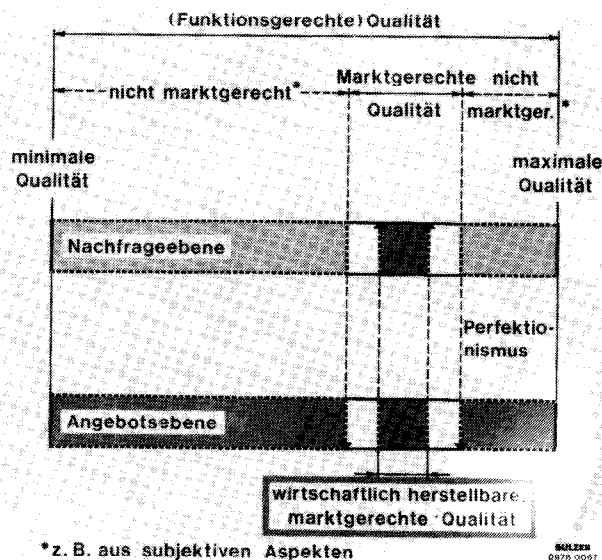 (Funktionsgerechte) Qualität
nicht marktgerecht*
Marktgerechte
Qualität
nicht
marktger.*
minimale
Qualität
maximale
Qualität
Nachfrageebene
Perfektio-
nismus
Angebotsebene
wirtschaftlich herstellbare,
marktgerechte Qualität
*z. B. aus subjektiven Aspekten
SULZER